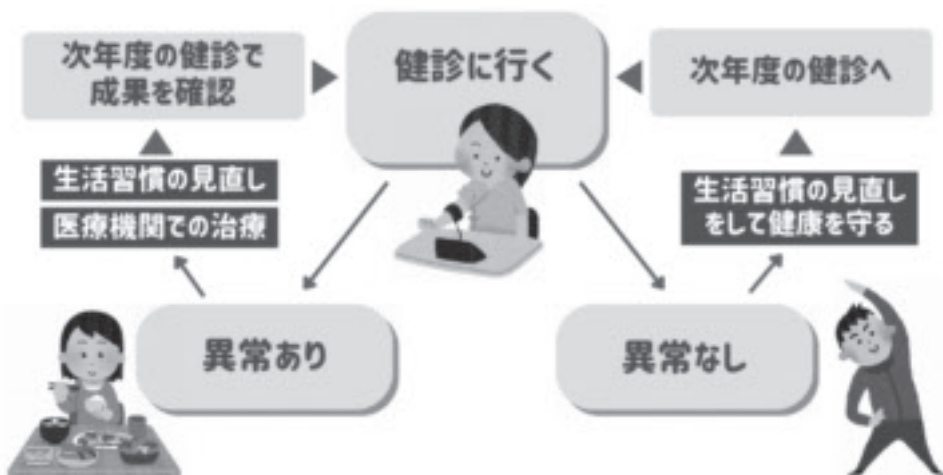 次年度の健診で
成果を確認
健診に行く
次年度の健診へ
生活習慣の見直し
医療機関での治療
生活習慣の見直し
をして健康を守る
異常あり
異常なし